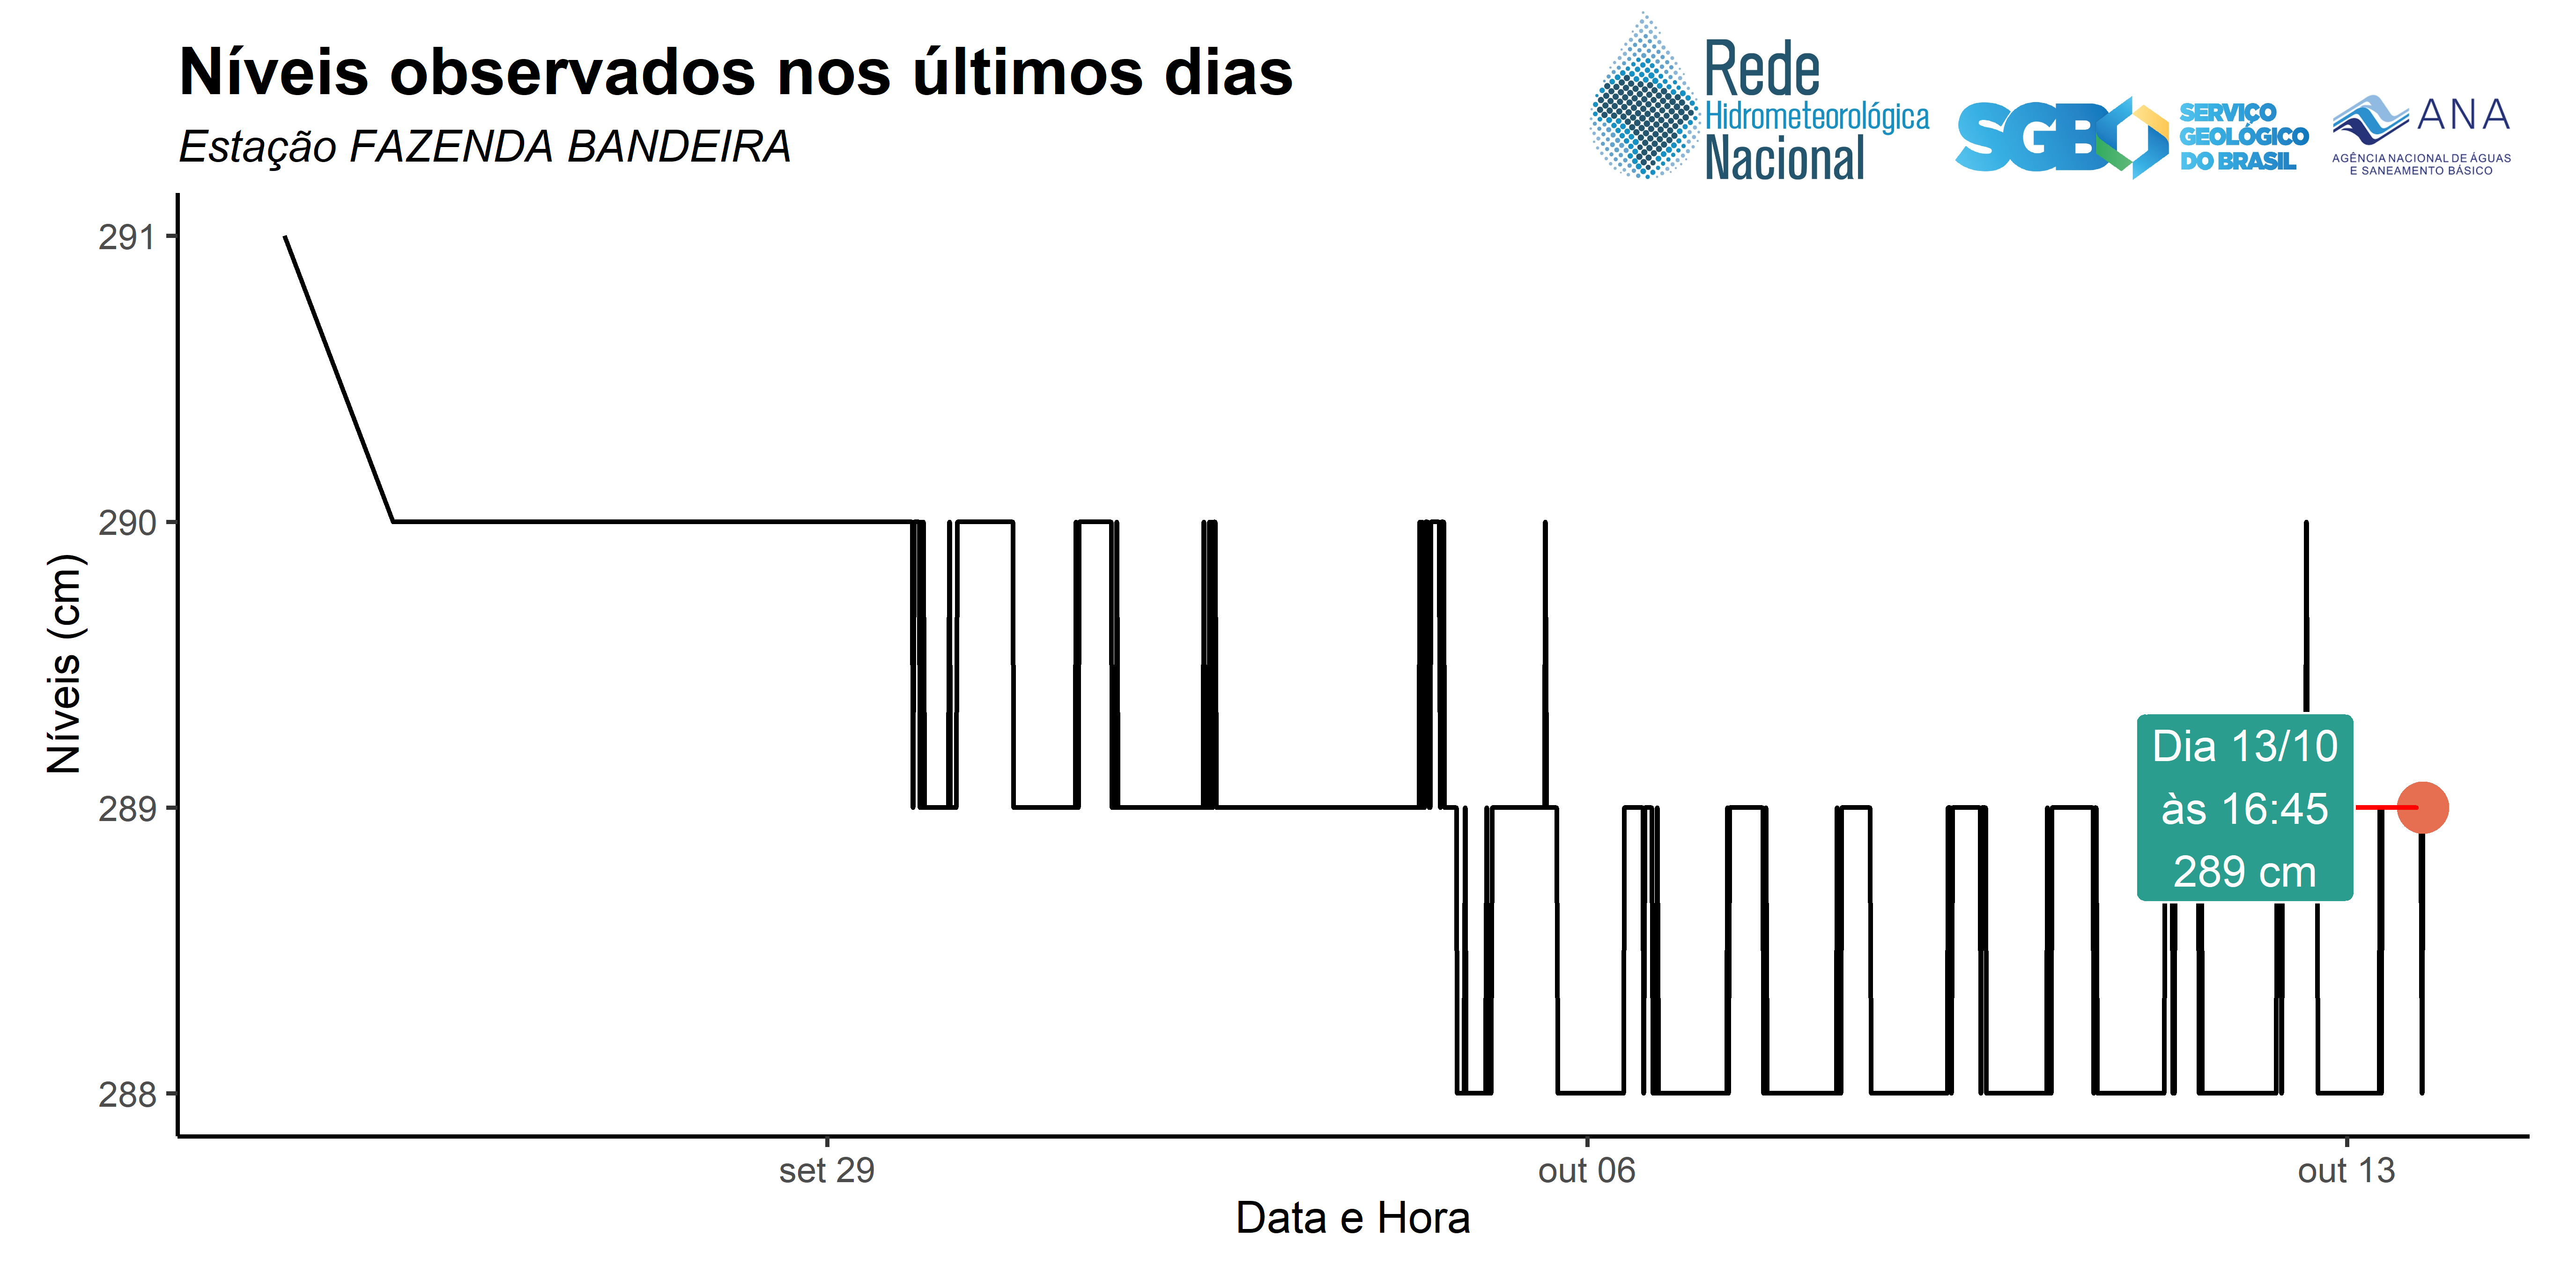 Níveis observados nos últimos dias
Estação FAZENDA BANDEIRA
Rede
Hidrometeorológica
Nacional
SGB
SERVIÇO
GEOLÓGICO
DO BRASIL
ANA
AGÊNCIA NACIONAL DE ÁGUAS
E SANEAMENTO BÁSICO
Níveis (cm)
291
290
289
288
Dia 13/10
às 16:45
289 cm
set 29
out 06
out 13
Data e Hora